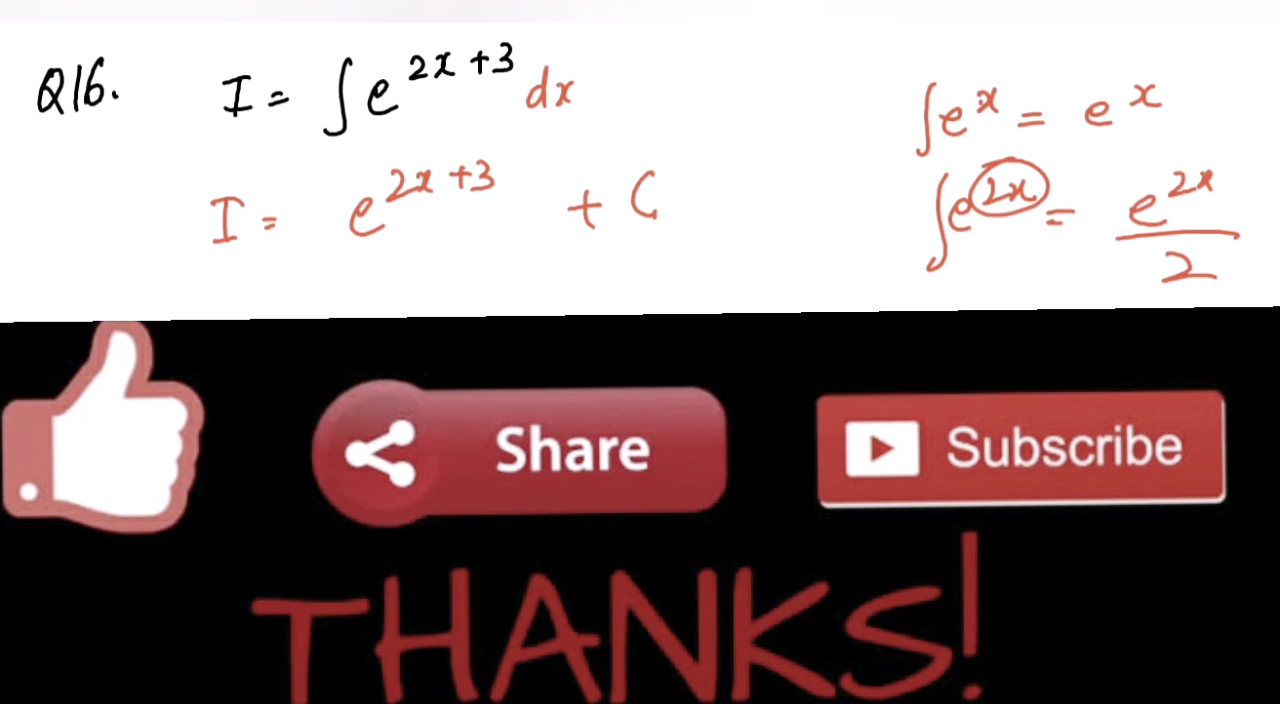 Q16. I = ∫e^{2x+3} dx
I = e^{2x+3} + C
∫e^x = e^x
∫e^{2x} = e^{2x}/2
Share
Subscribe
THANKS!